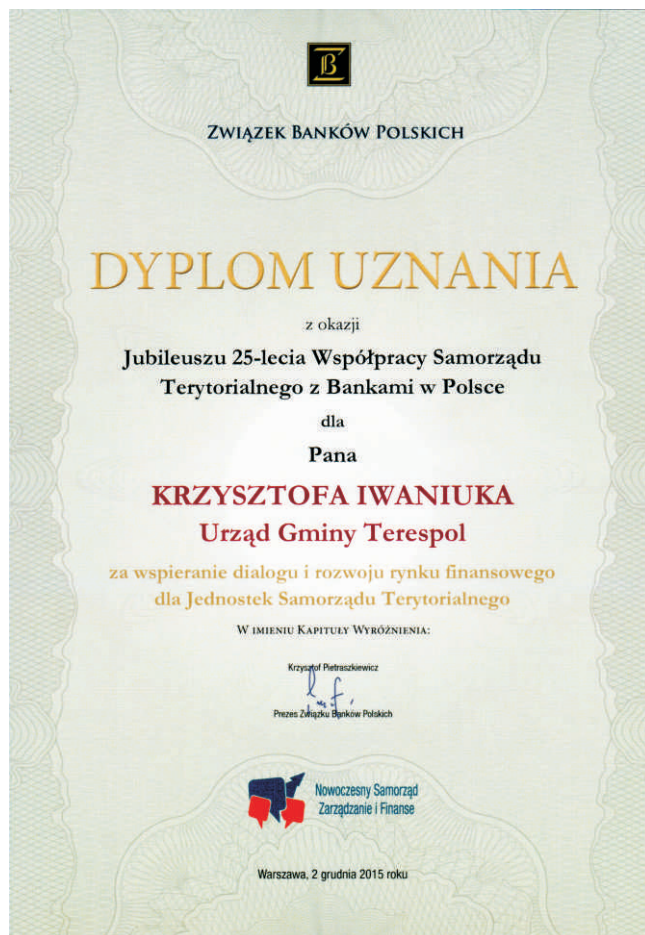 ZB
ZWIĄZEK BANKÓW POLSKICH
DYPLOM UZNANIA
z okazji
Jubileuszu 25-lecia Współpracy Samorządu
Terytorialnego z Bankami w Polsce
dla
Pana
KRZYSZTOFA IWANIUKA
Urząd Gminy Terespol
za wspieranie dialogu i rozwoju rynku finansowego
dla Jednostek Samorządu Terytorialnego
W IMIENIU KAPITUŁY WYRÓŻNIENIA:
Krzysztof Pietraszkiewicz
Prezes Związku Banków Polskich
Nowoczesny Samorząd
Zarządzanie i Finanse
Warszawa, 2 grudnia 2015 roku